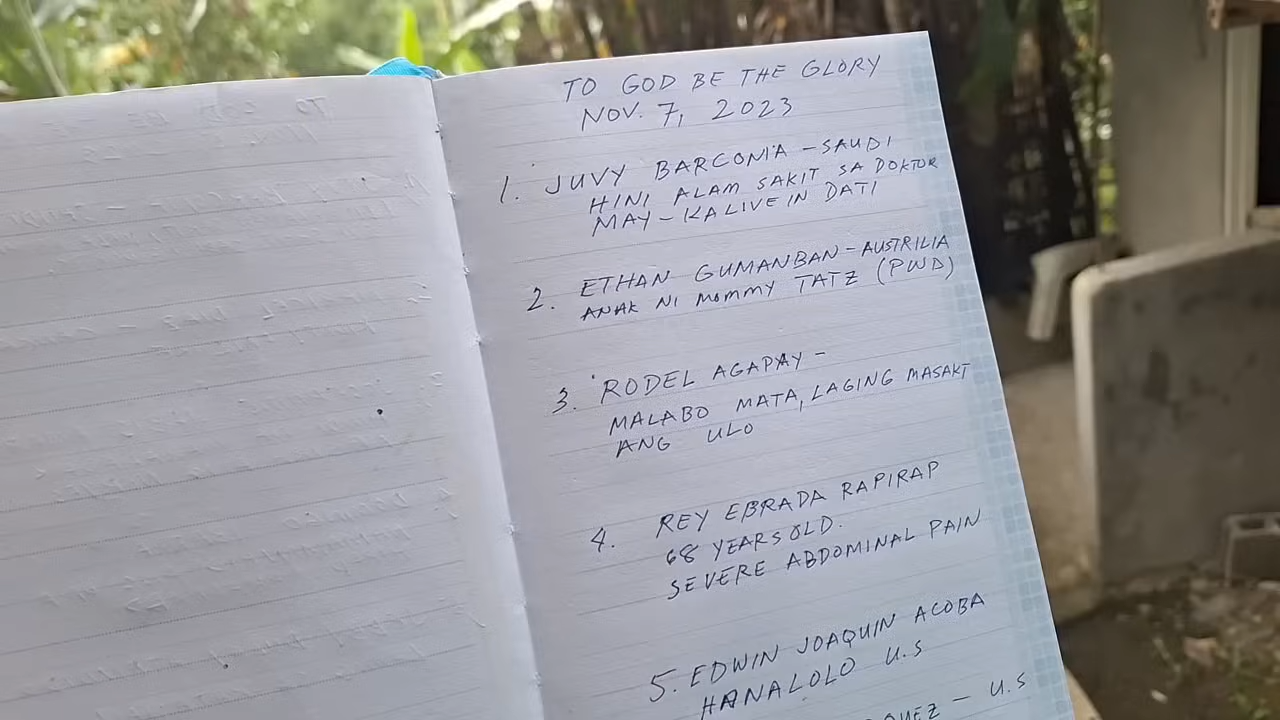 TO GOD BE THE GLORY
NOV. 7, 2023
1. JUVY BARCONIA - SAUDI
HINI ALAM SAKIT SA DOKTOR
MAY - KALIVEIN DATI
2. ETHAN GUMANBAN - AUSTRILIA
ANAK NI MOMMY TATZ (PWD)
3. RODEL AGAPAY -
MALABO MATA, LAGING MASAKT
ANG ULO
4. REY EBRADA RAPIRAP
68 YEARS OLD.
SEVERE ABDOMINAL PAIN
5. EDWIN JOAQUIN ACOBA
HANALOLO U.S
- U.S